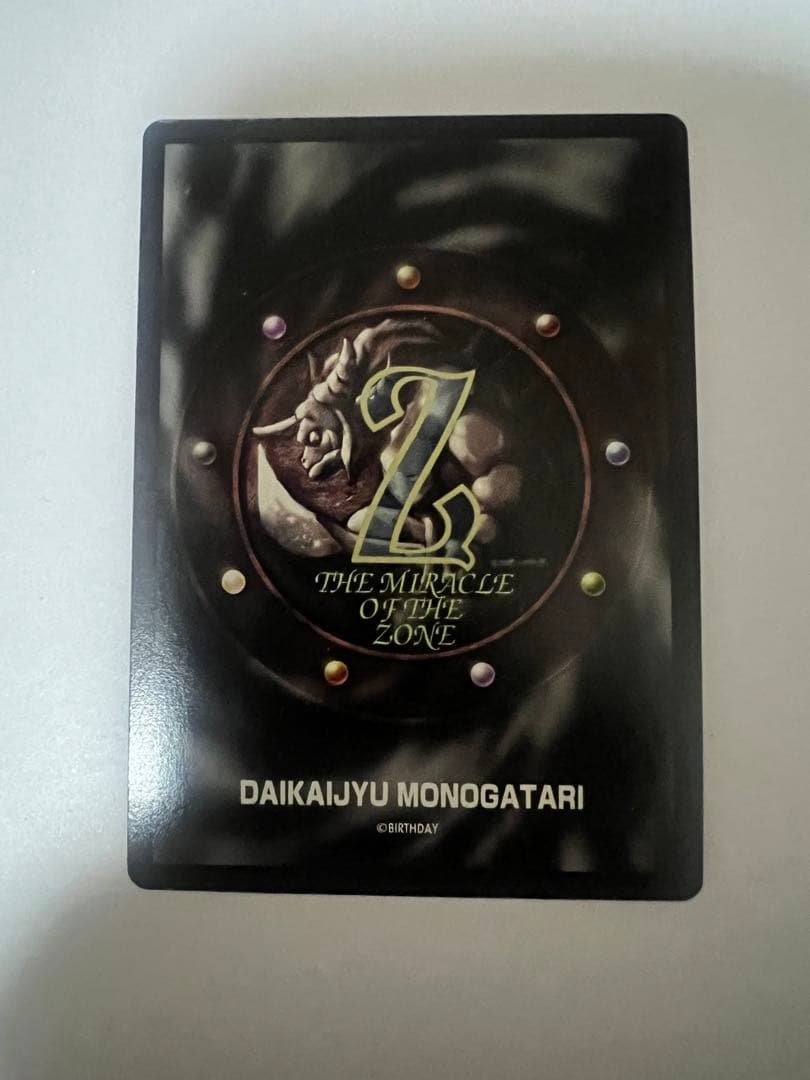 Z
THE MIRACLE
OF THE
ZONE
DAIKAIJYU MONOGATARI
©BIRTHDAY